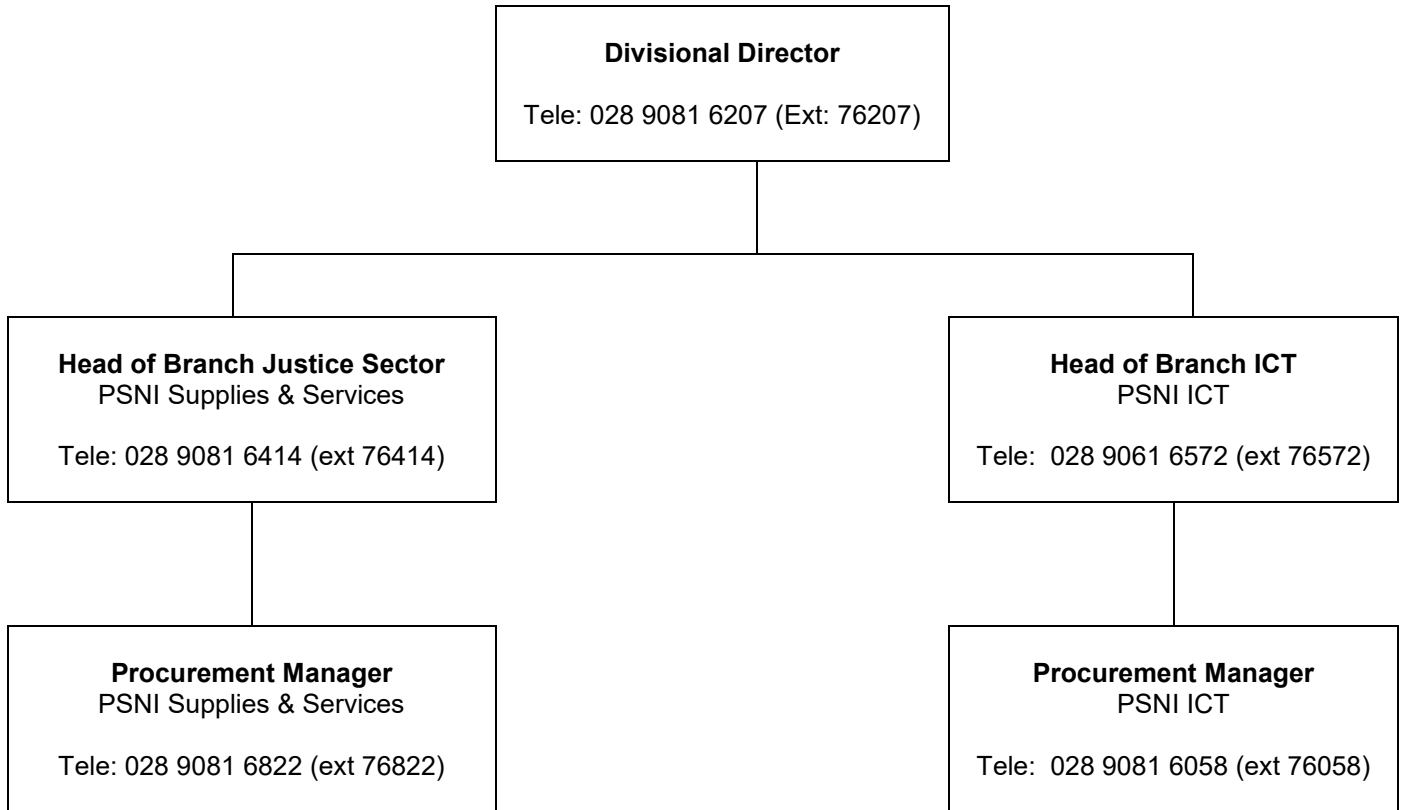 Divisional Director
Tele: 028 9081 6207 (Ext: 76207)
Head of Branch Justice Sector
PSNI Supplies & Services
Tele: 028 9081 6414 (ext 76414)
Head of Branch ICT
PSNI ICT
Tele:  028 9061 6572 (ext 76572)
Procurement Manager
PSNI Supplies & Services
Tele: 028 9081 6822 (ext 76822)
Procurement Manager
PSNI ICT
Tele:  028 9081 6058 (ext 76058)